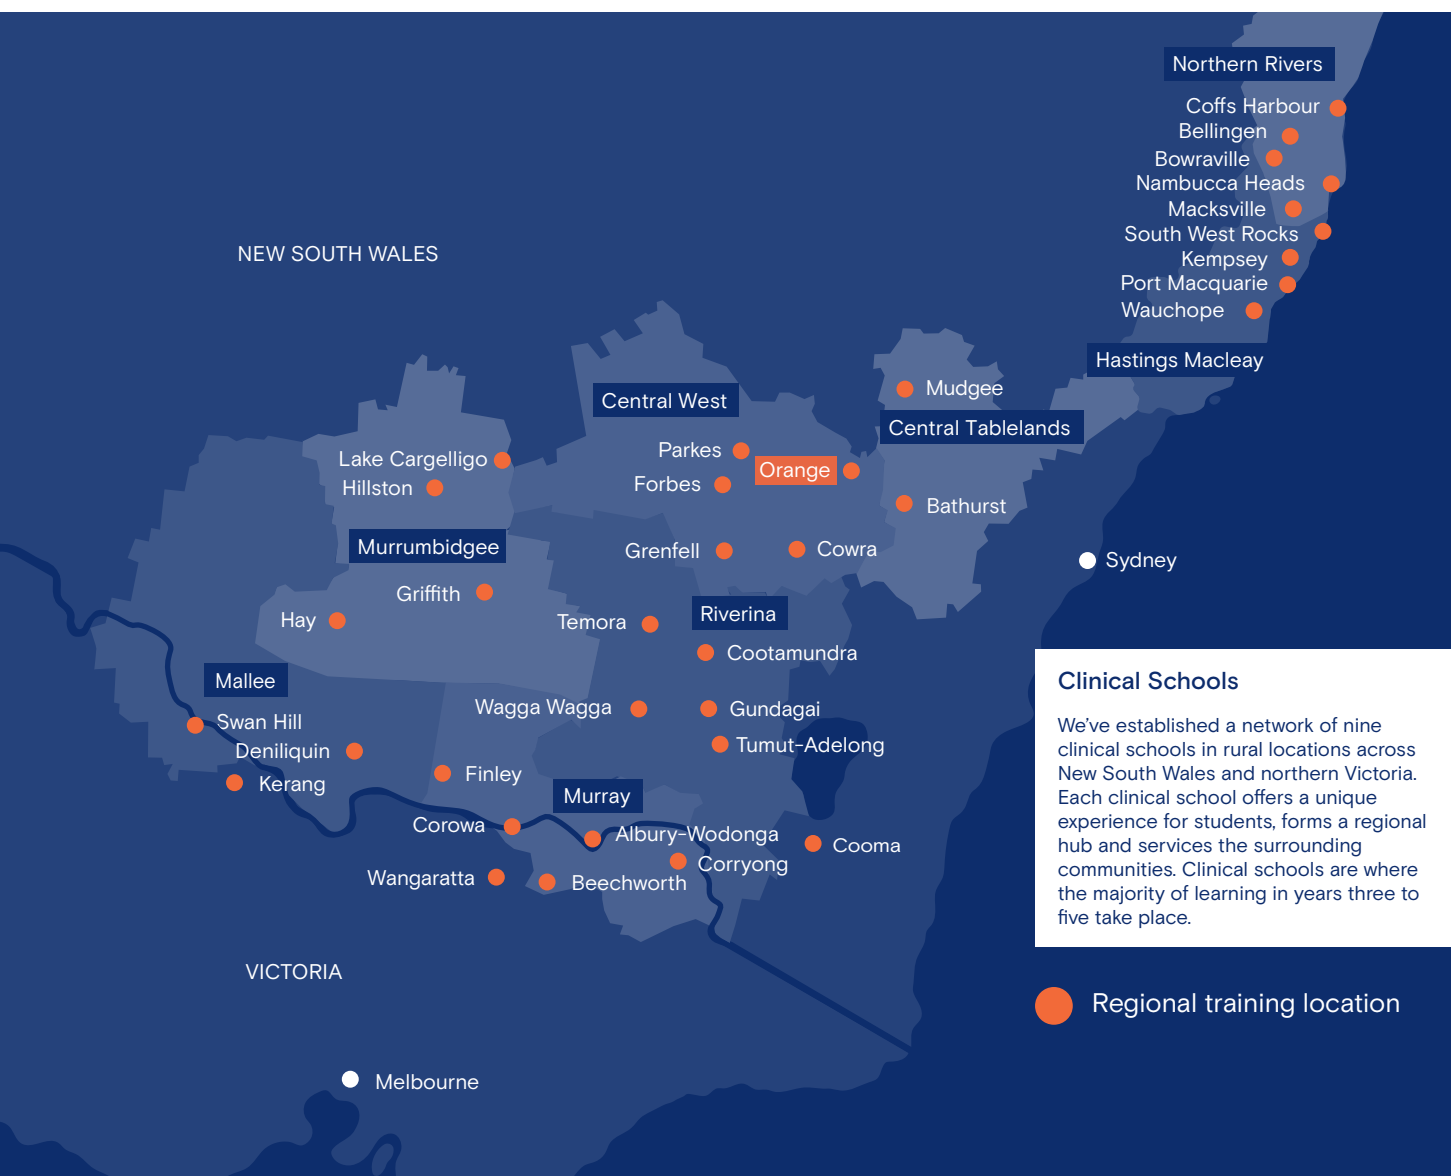 Northern Rivers
Coffs Harbour
Bellingen
Bowraville
Nambucca Heads
Macksville
South West Rocks
Kempsey
Port Macquarie
Wauchope
Hastings Macleay
NEW SOUTH WALES
Mudgee
Central West
Central Tablelands
Parkes
Lake Cargelligo
Orange
Forbes
Hillston
Bathurst
Murrumbidgee
Grenfell
Cowra
Sydney
Griffith
Riverina
Hay
Temora
Cootamundra
Mallee
Wagga Wagga
Gundagai
Swan Hill
Deniliquin
Tumut-Adelong
Finley
Kerang
Murray
Corowa
Albury-Wodonga
Cooma
Corryong
Wangaratta
Beechworth
VICTORIA
Melbourne
Clinical Schools
We’ve established a network of nine
clinical schools in rural locations across
New South Wales and northern Victoria.
Each clinical school offers a unique
experience for students, forms a regional
hub and services the surrounding
communities. Clinical schools are where
the majority of learning in years three to
five take place.
Regional training location